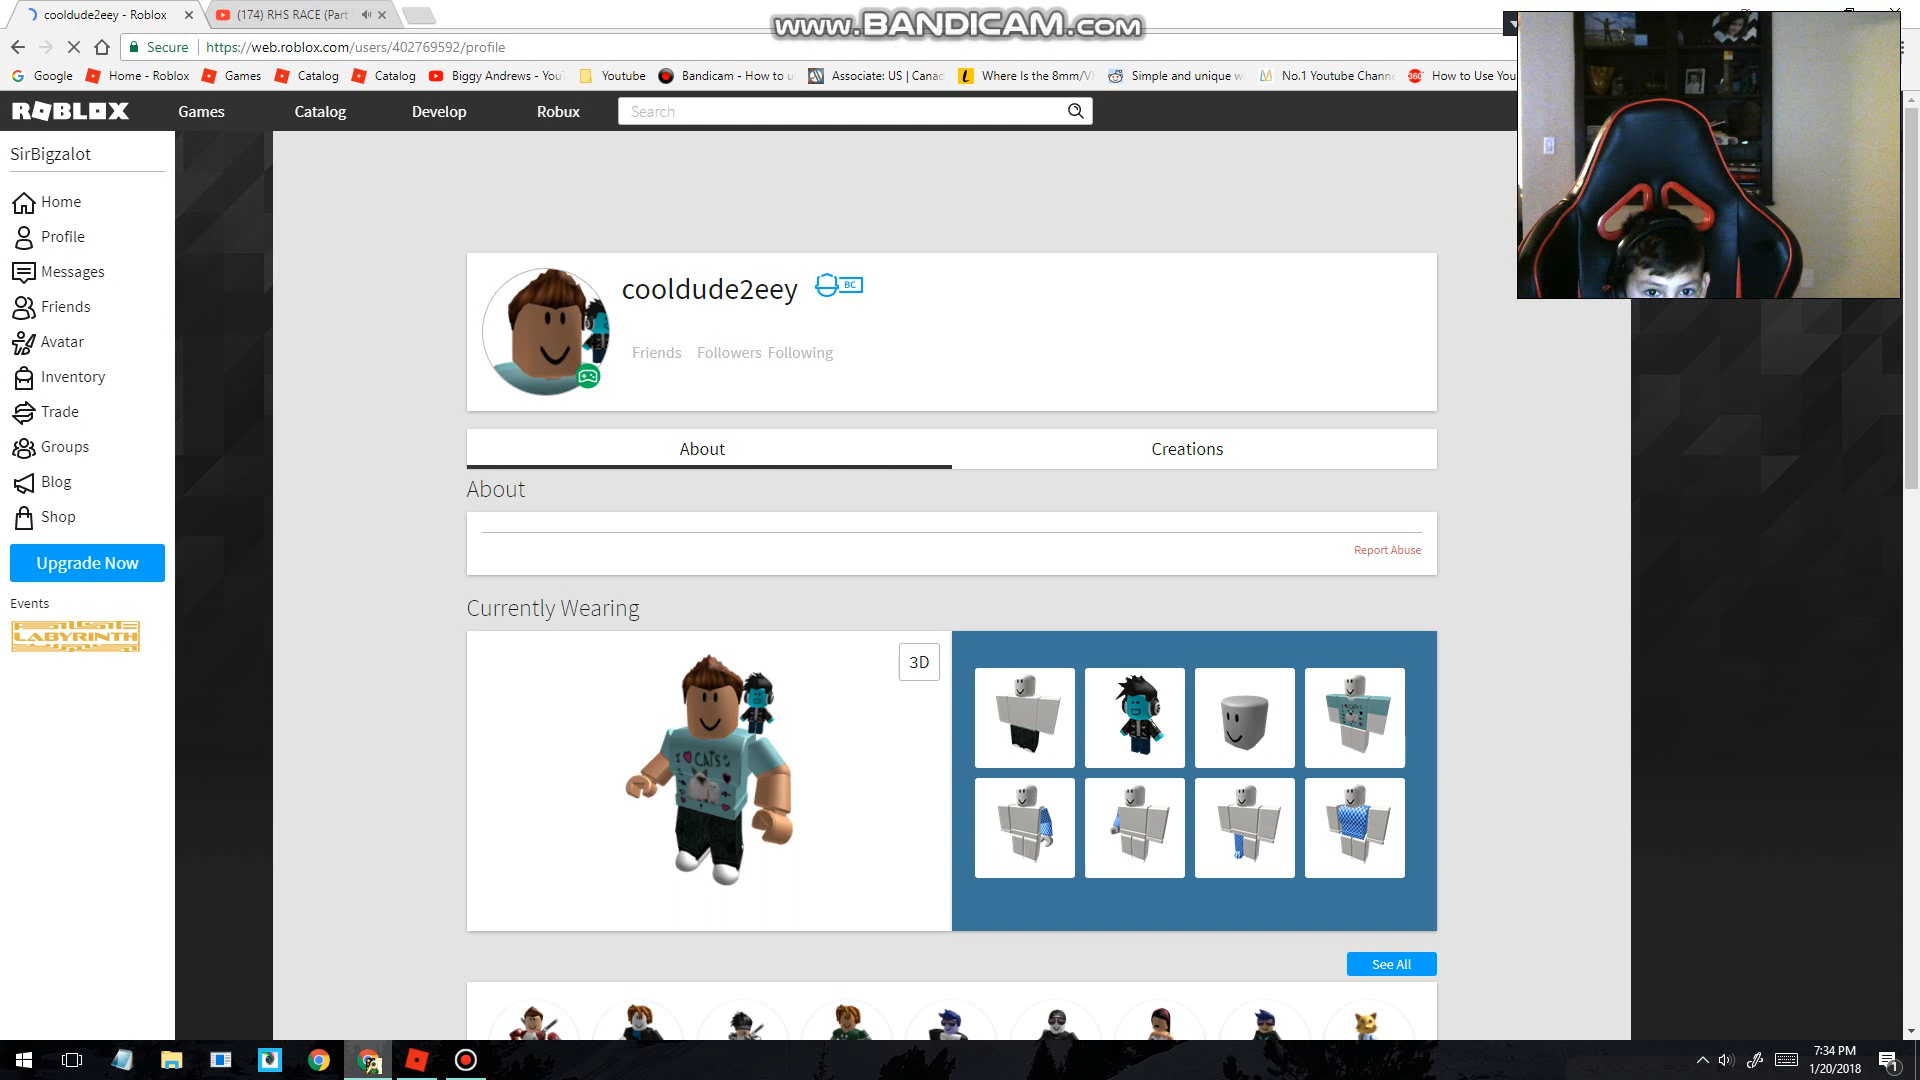 cooldude2eey - Roblox
(174) RHS RACE (Part
www.BANDICAM.com
Secure
https://web.roblox.com/users/402769592/profile
Google
Home - Roblox
Games
Catalog
Catalog
Biggy Andrews - You
Youtube
Bandicam - How to u
Associate: US | Cana
Where Is the 8mm/V
Simple and unique w
No.1 Youtube Chann
How to Use You
ROBLOX
Games
Catalog
Develop
Robux
Search
SirBigzalot
Home
Profile
Messages
Friends
Avatar
Inventory
Trade
Groups
Blog
Shop
Upgrade Now
Events
LABYRINTH
cooldude2eey
BC
Friends
Followers
Following
About
Creations
About
Report Abuse
Currently Wearing
3D
I CATS
See All
7:34 PM
1/20/2018
1